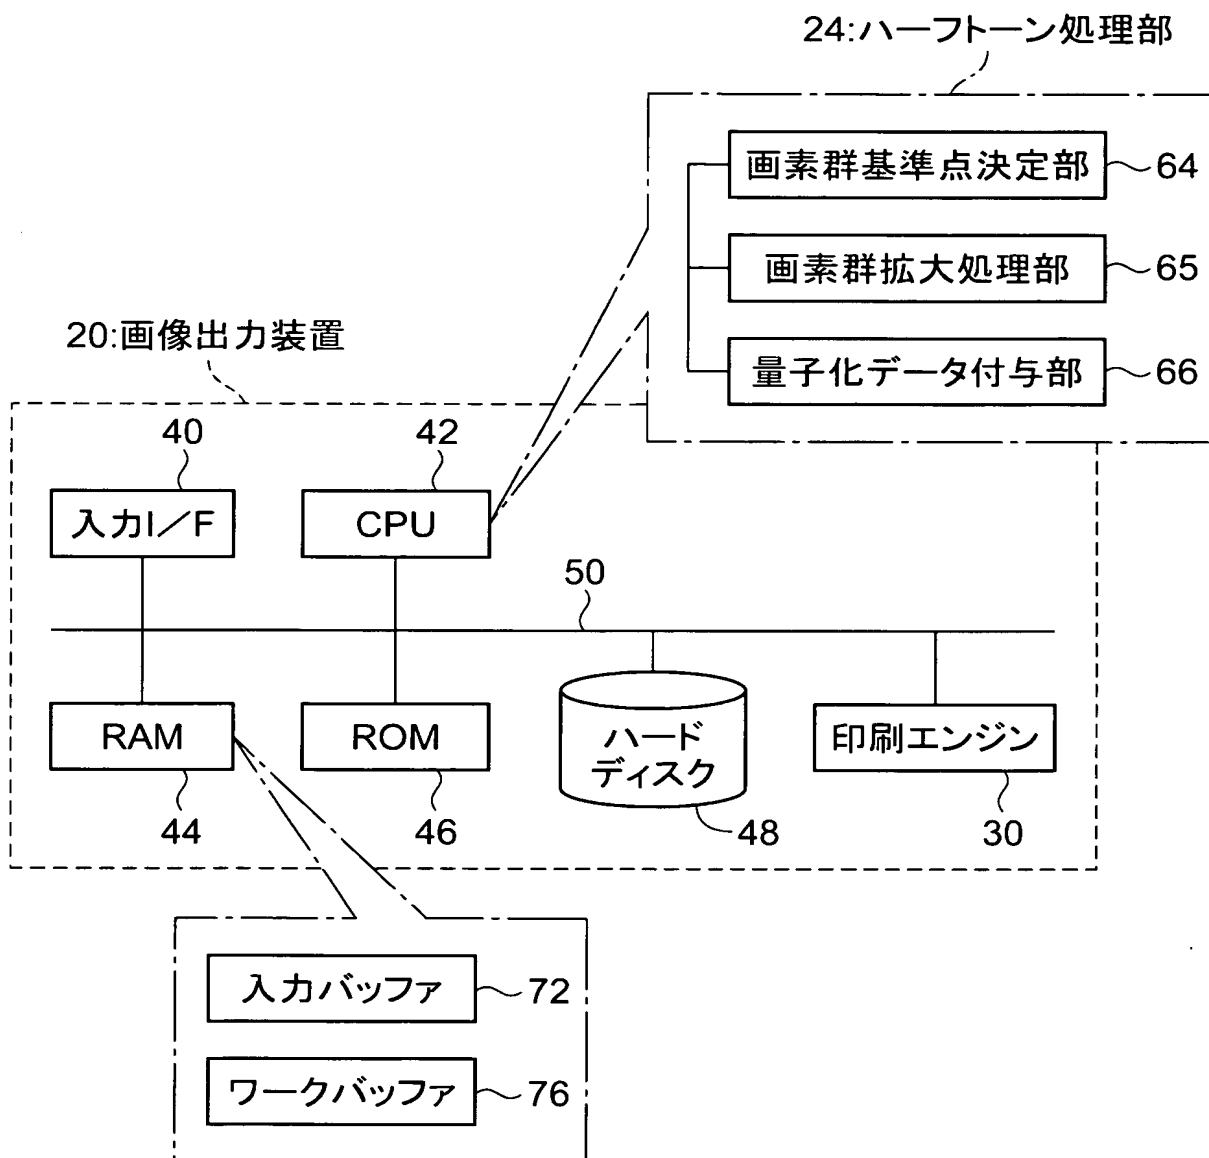 24:ハーフトーン処理部
画素群基準点決定部
64
画素群拡大処理部
65
量子化データ付与部
66
20:画像出力装置
40
42
入力I/F
CPU
50
RAM
ROM
ハード
ディスク
印刷エンジン
44
46
48
30
入力バッファ
72
ワークバッファ
76